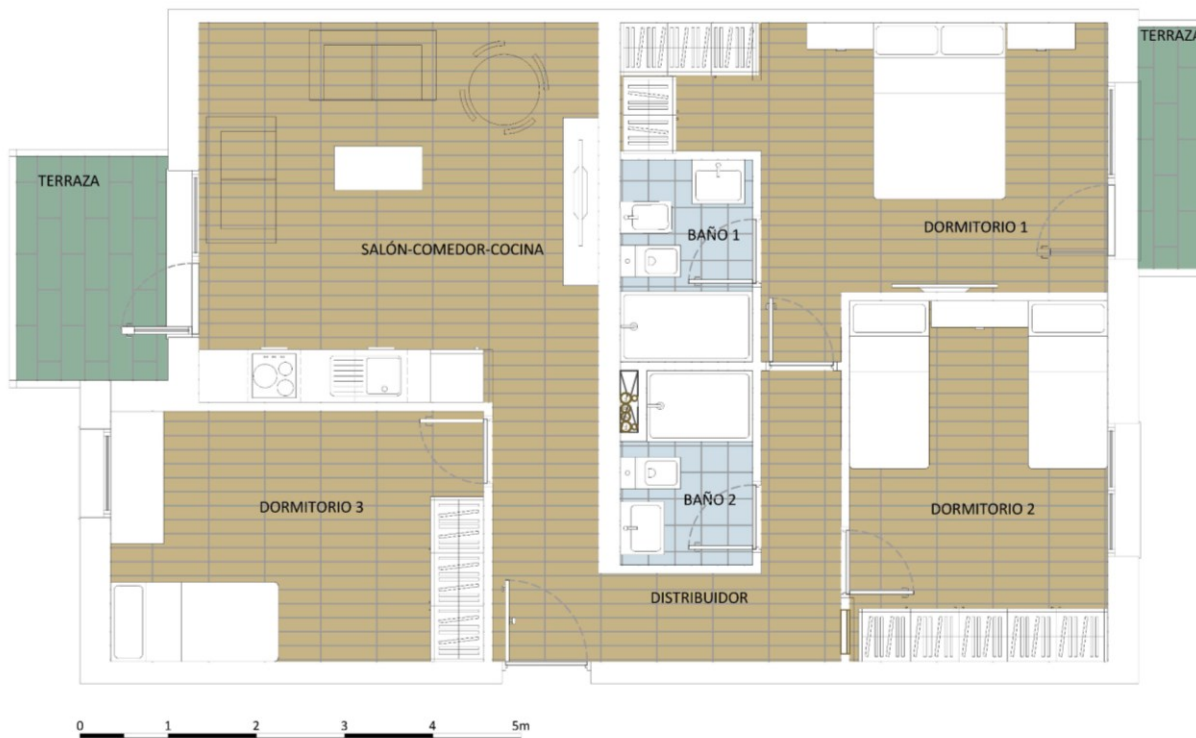 TERRAZA
TERRAZA
SALÓN-COMEDOR-COCINA
BAÑO 1
DORMITORIO 1
DORMITORIO 3
BAÑO 2
DORMITORIO 2
DISTRIBUIDOR
0 1 2 3 4 5m